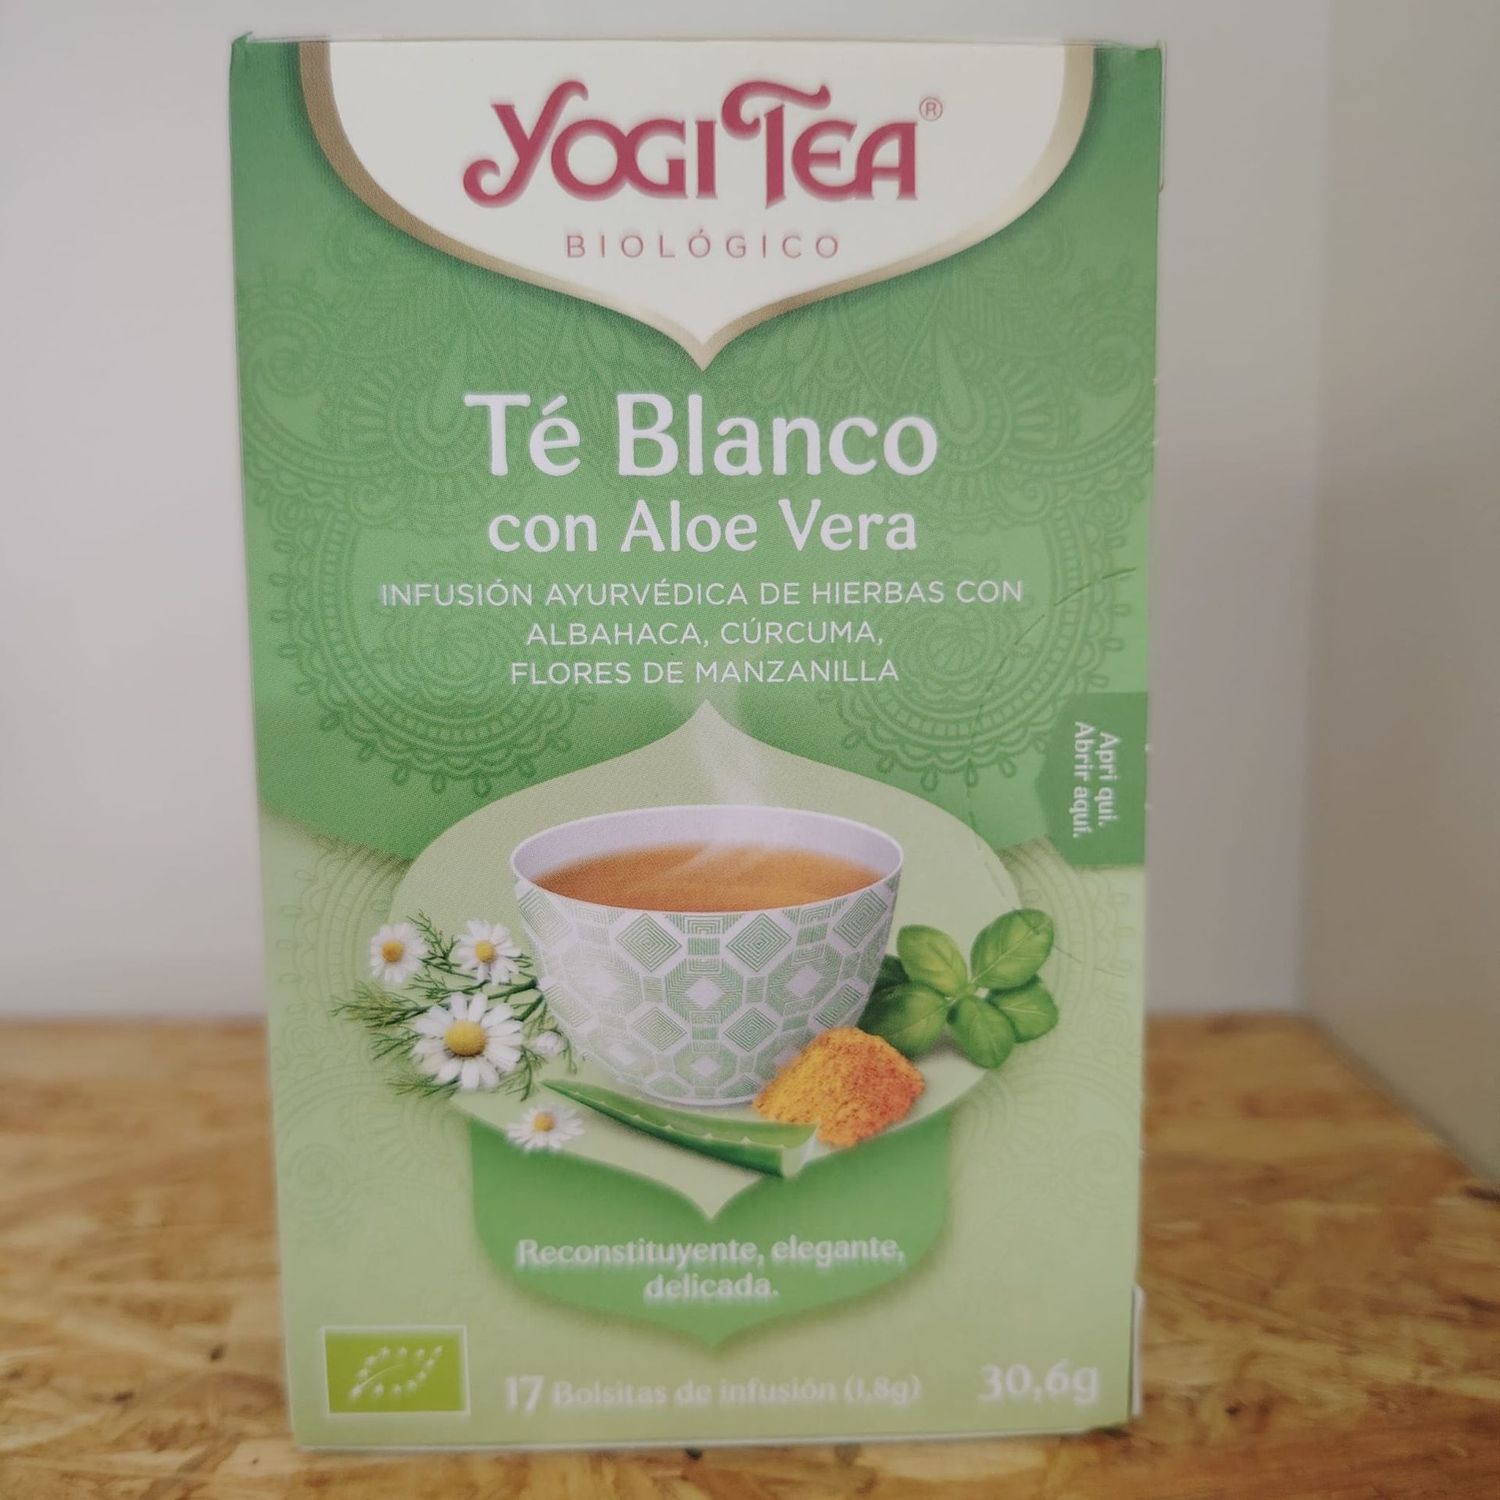 YOGI TEA®
BIOLÓGICO
Té Blanco
con Aloe Vera
INFUSIÓN AYURVÉDICA DE HIERBAS CON
ALBAHACA, CÚRCUMA,
FLORES DE MANZANILLA
Apri qui.
Abrir aquí.
Reconstituyente, elegante,
delicada.
17 Bolsitas de infusión (1,8g)
30,6g